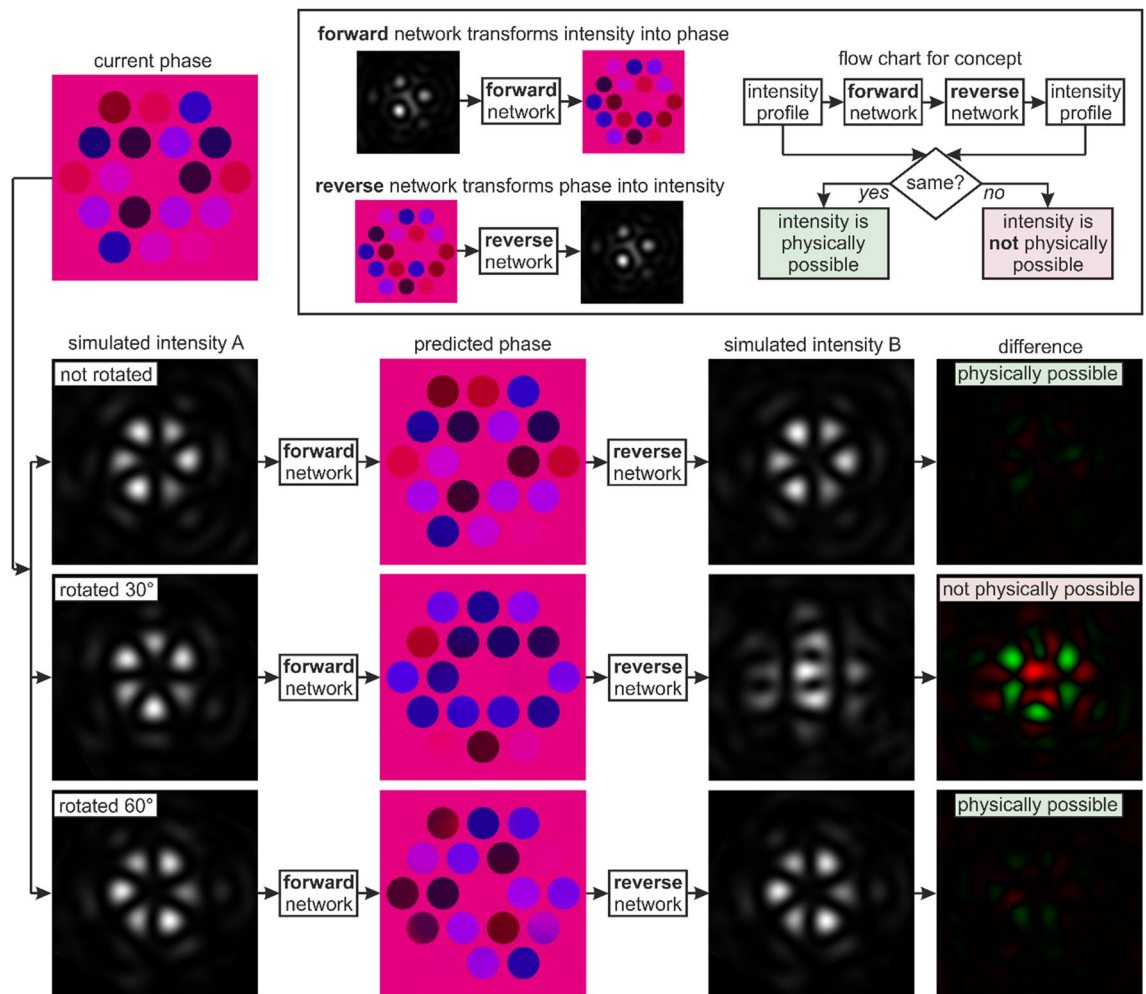 current phase
forward network transforms intensity into phase
forward
network
reverse network transforms phase into intensity
reverse
network
flow chart for concept
intensity
profile
forward
network
reverse
network
intensity
profile
same?
yes
no
intensity is
physically
possible
intensity is
not physically
possible
simulated intensity A
predicted phase
simulated intensity B
difference
not rotated
forward
network
reverse
network
physically possible
rotated 30°
forward
network
reverse
network
not physically possible
rotated 60°
forward
network
reverse
network
physically possible